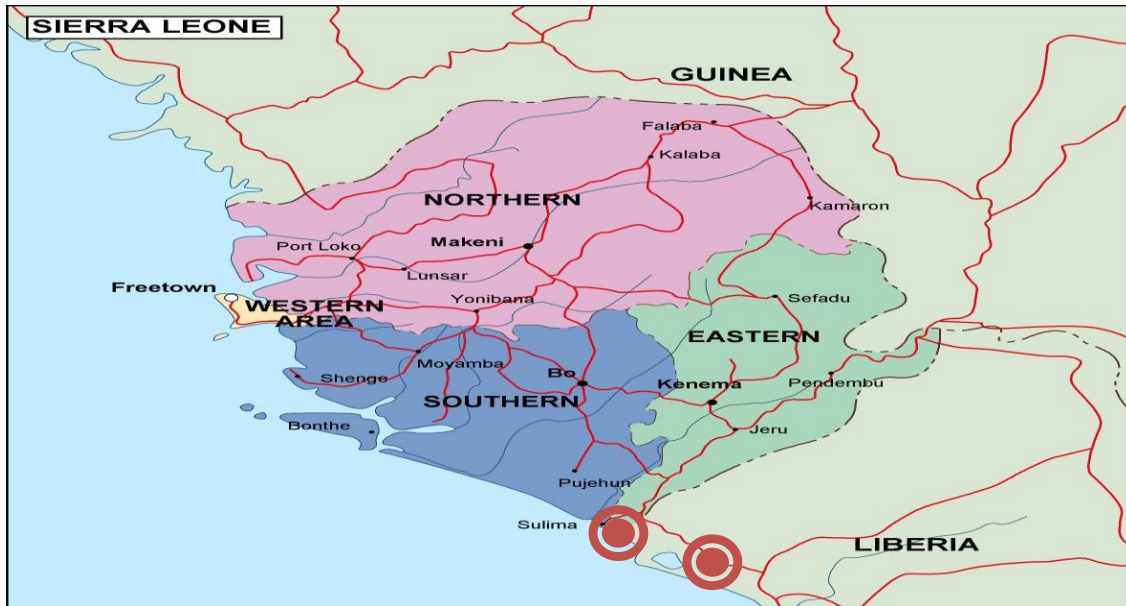 SIERRA LEONE
GUINEA
Falaba
Kalaba
NORTHERN
Kamaron
Port Loko
Makeni
Lunsar
Freetown
WESTERN
AREA
Yonibana
Sefadu
EASTERN
Moyamba
Shenge
Bo
Kenema
Pendembu
SOUTHERN
Bonthe
Jeru
Pujehun
Sulima
LIBERIA